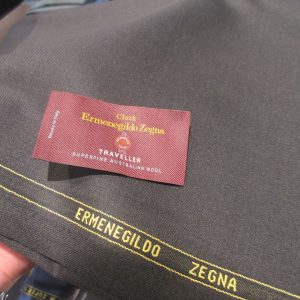 Cloth
Ermenegildo Zegna
TRAVELLER
SUPERFINE AUSTRALIAN WOOL
ERMENEGILDO ZEGNA